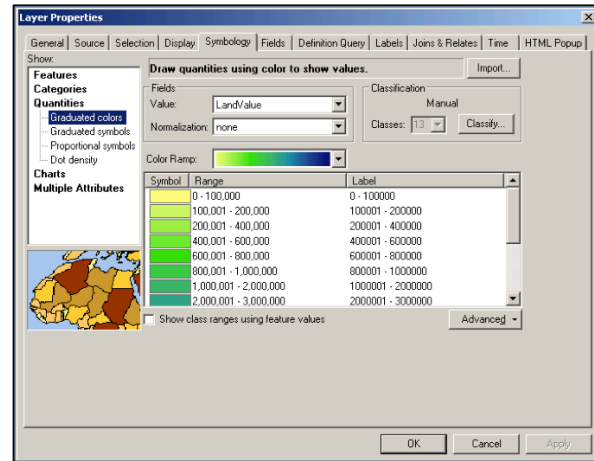 Layer Properties
General Source Selection Display Symbology Fields Definition Query Labels Joins & Relates Time HTML Popup
Show:
Features
Categories
Quantities
Graduated colors
Graduated symbols
Proportional symbols
Dot density
Charts
Multiple Attributes
Draw quantities using color to show values.
Import...
Fields
Value: LandValue
Normalization: none
Classification
Manual
Classes: 13 Classify...
Color Ramp:
Symbol Range Label
0 - 100,000 0 - 100000
100,001 - 200,000 100001 - 200000
200,001 - 400,000 200001 - 400000
400,001 - 600,000 400001 - 600000
600,001 - 800,000 600001 - 800000
800,001 - 1,000,000 800001 - 1000000
1,000,001 - 2,000,000 1000001 - 2000000
2,000,001 - 3,000,000 2000001 - 3000000
Show class ranges using feature values
Advanced
OK Cancel Apply